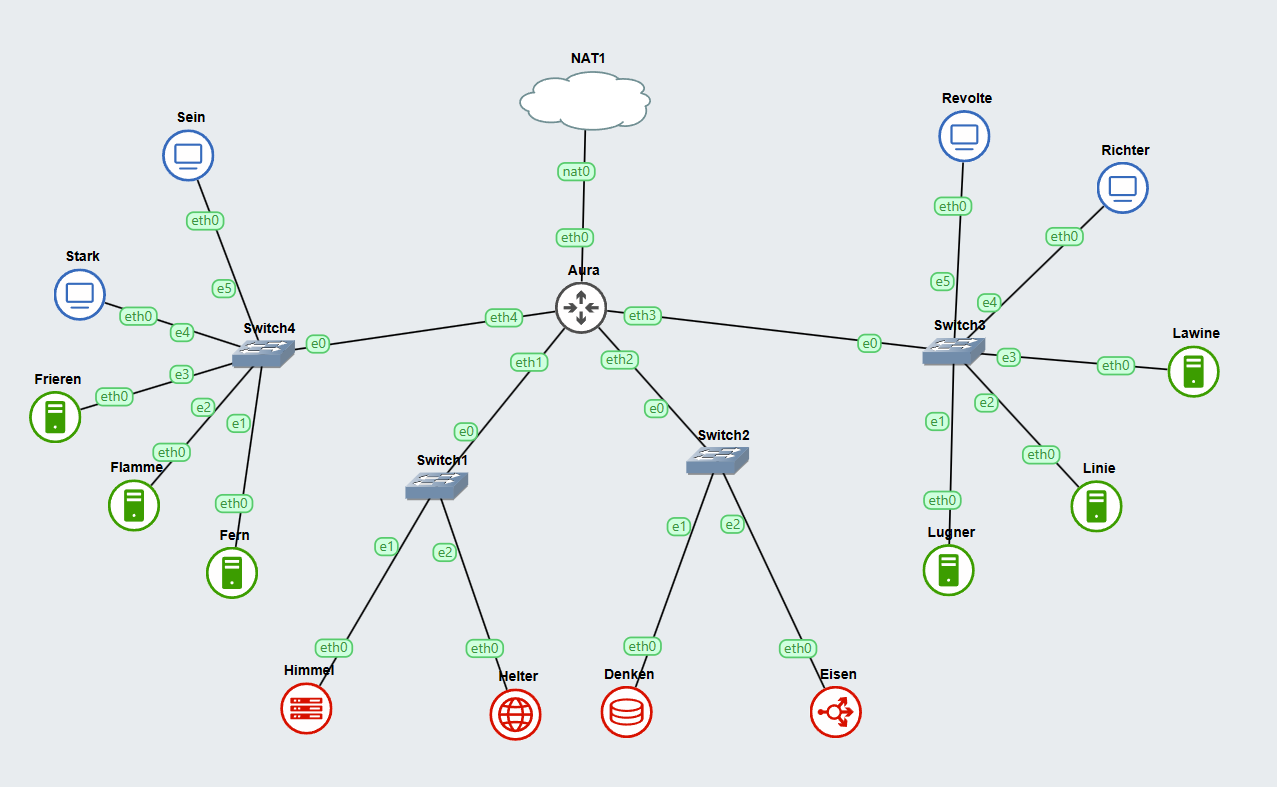 NAT1
Revolte
Sein
Richter
nat0
eth0
eth0
eth0
eth0
Stark
Aura
e5
e5
e4
eth0
eth4
eth3
e4
Switch4
Switch3
Lawine
e0
e0
e3
eth0
Frieren
e3
eth1
eth2
eth0
e2
e1
e0
e2
e1
e0
Switch2
eth0
eth0
Flamme
Switch1
Linie
eth0
eth0
Fern
e1
e2
e1
e2
Lugner
eth0
eth0
eth0
eth0
Himmel
Heiter
Denken
Eisen